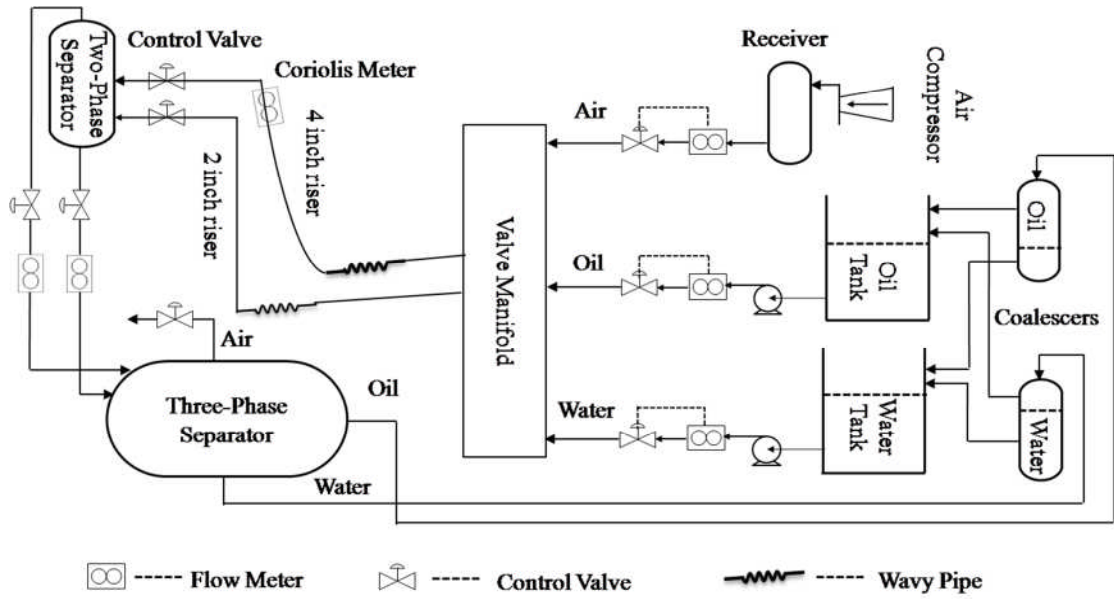 Two-Phase
Separator
Control Valve
Coriolis Meter
4 inch riser
2 inch riser
Receiver
Air
Compressor
Air
Valve Manifold
Oil
Oil
Tank
Oil
Coalescers
Air
Three-Phase
Separator
Oil
Water
Water
Water
Tank
Water
Flow Meter
Control Valve
Wavy Pipe